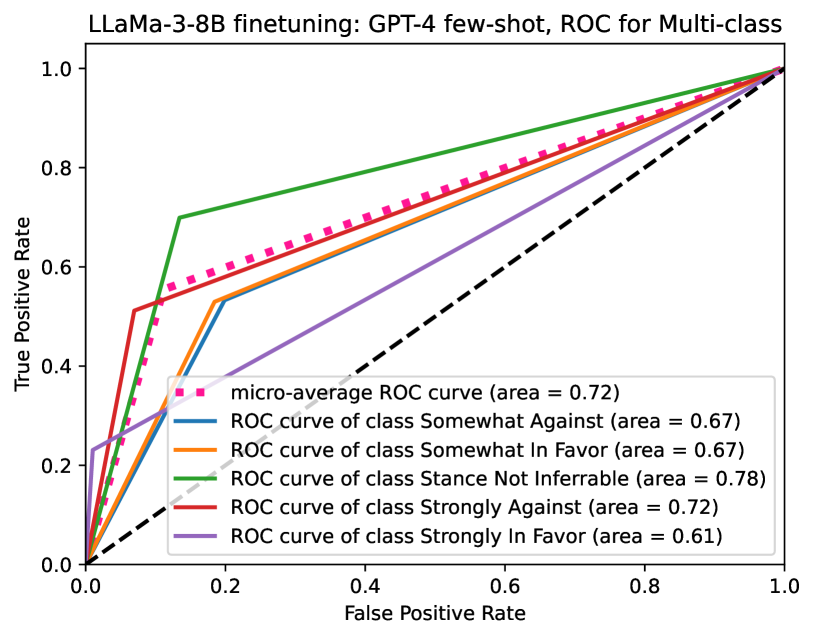 LLaMa-3-8B finetuning: GPT-4 few-shot, ROC for Multi-class
1.0
0.8
0.6
0.4
0.2
0.0
True Positive Rate
micro-average ROC curve (area = 0.72)
ROC curve of class Somewhat Against (area = 0.67)
ROC curve of class Somewhat In Favor (area = 0.67)
ROC curve of class Stance Not Inferrable (area = 0.78)
ROC curve of class Strongly Against (area = 0.72)
ROC curve of class Strongly In Favor (area = 0.61)
0.0 0.2 0.4 0.6 0.8 1.0
False Positive Rate